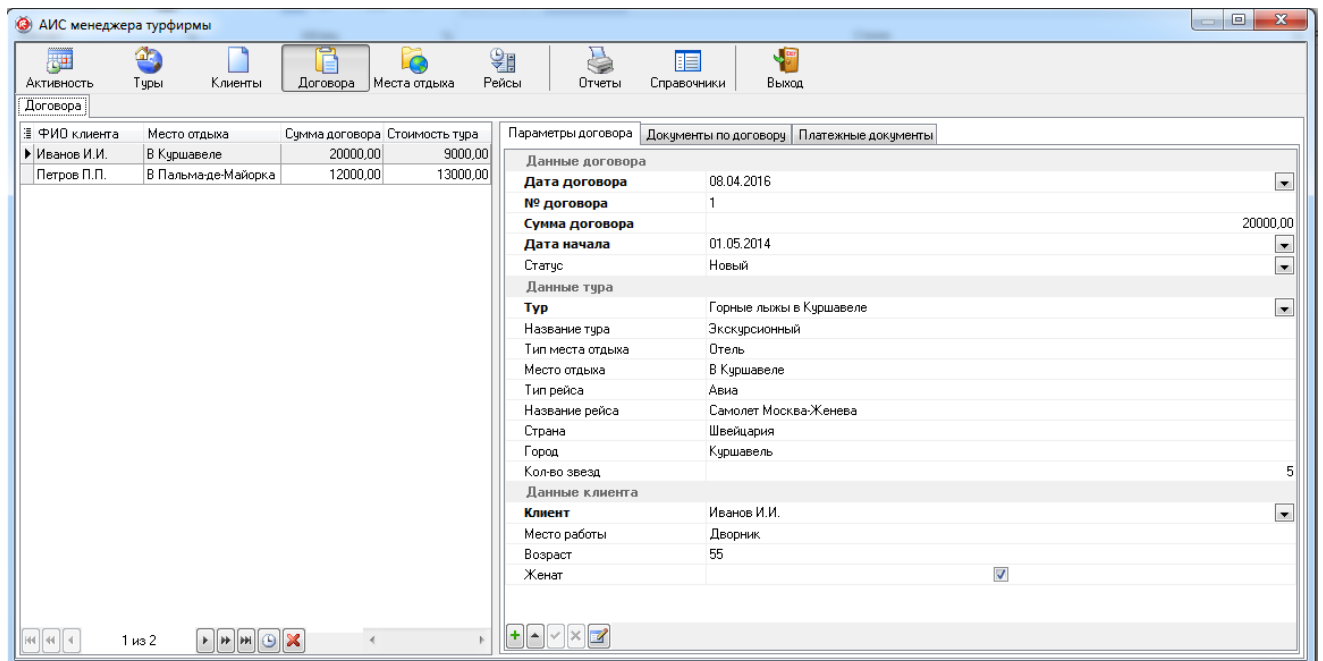 АИС менеджера турфирмы
Активность Туры Клиенты Договора Места отдыха Рейсы Отчеты Справочники Выход
Договора
ФИО клиента Место отдыха Сумма договора Стоимость тура
Иванов И.И. В Куршавеле 20000,00 9000,00
Петров П.П. В Пальма-де-Майорка 12000,00 13000,00
1 из 2
Параметры договора Документы по договору Платежные документы
Данные договора
Дата договора 08.04.2016
№ договора 1
Сумма договора 20000,00
Дата начала 01.05.2014
Статус Новый
Данные тура
Тур Горные лыжы в Куршавеле
Название тура Экскурсионный
Тип места отдыха Отель
Место отдыха В Куршавеле
Тип рейса Авиа
Название рейса Самолет Москва-Женева
Страна Швейцария
Город Куршавель
Кол-во звезд 5
Данные клиента
Клиент Иванов И.И.
Место работы Дворник
Возраст 55
Женат